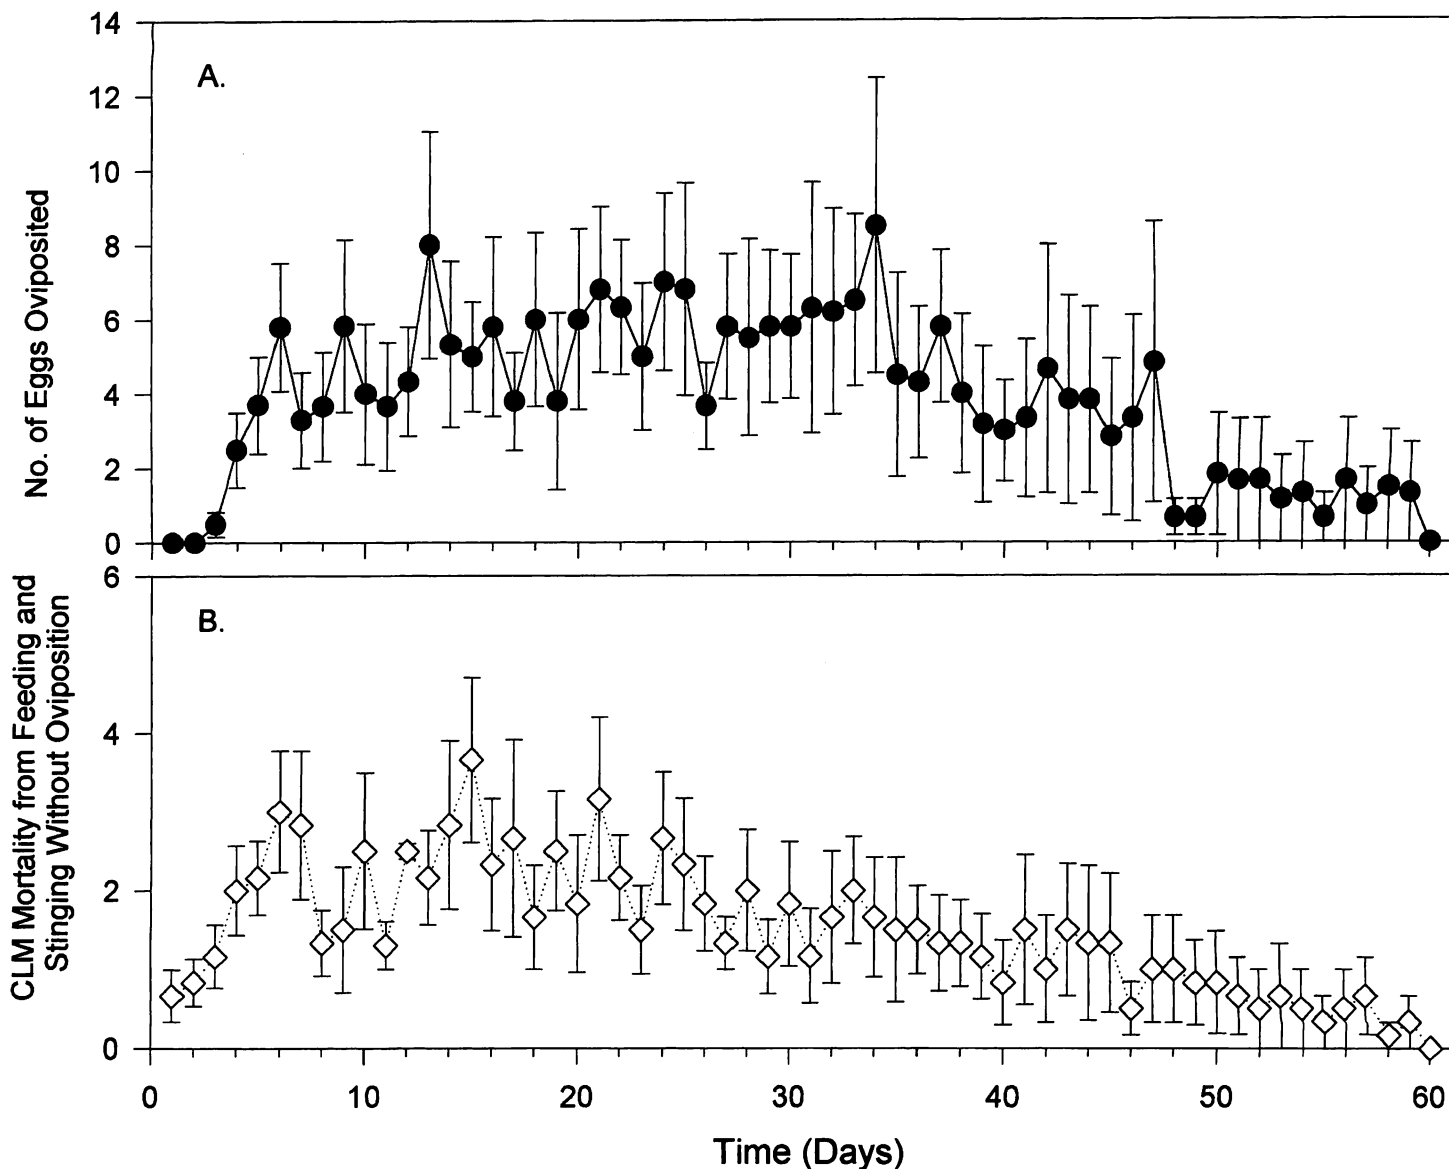 14
A.
12
10
8
6
4
2
0
No. of Eggs Oviposited
6
B.
4
2
0
CLM Mortality from Feeding and
Stinging Without Oviposition
0 10 20 30 40 50 60
Time (Days)